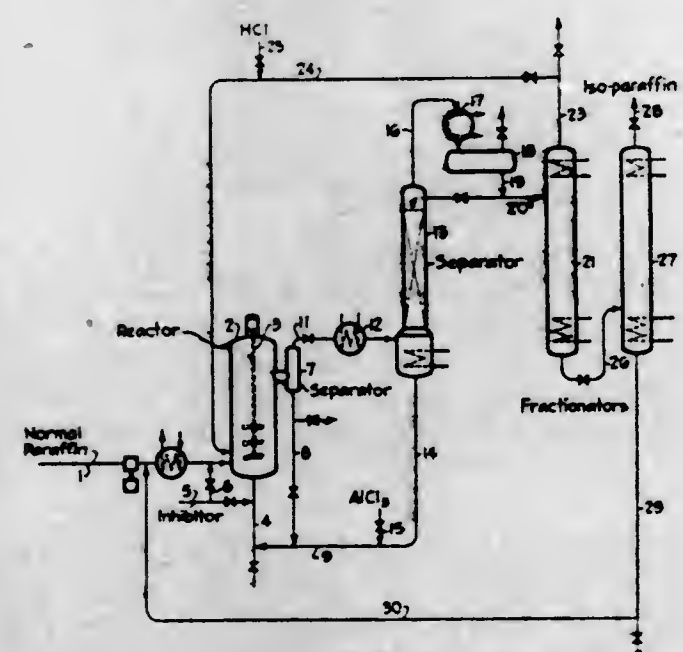 HCl
25
24
Iso-paraffin
17
16
23
28
18
19
20
13
Separator
21
27
Reactor
2
3
11
12
7
Separator
26
Fractionators
Normal
Paraffin
1
8
14
6
5
Inhibitor
AlCl3
4
15
29
9
30